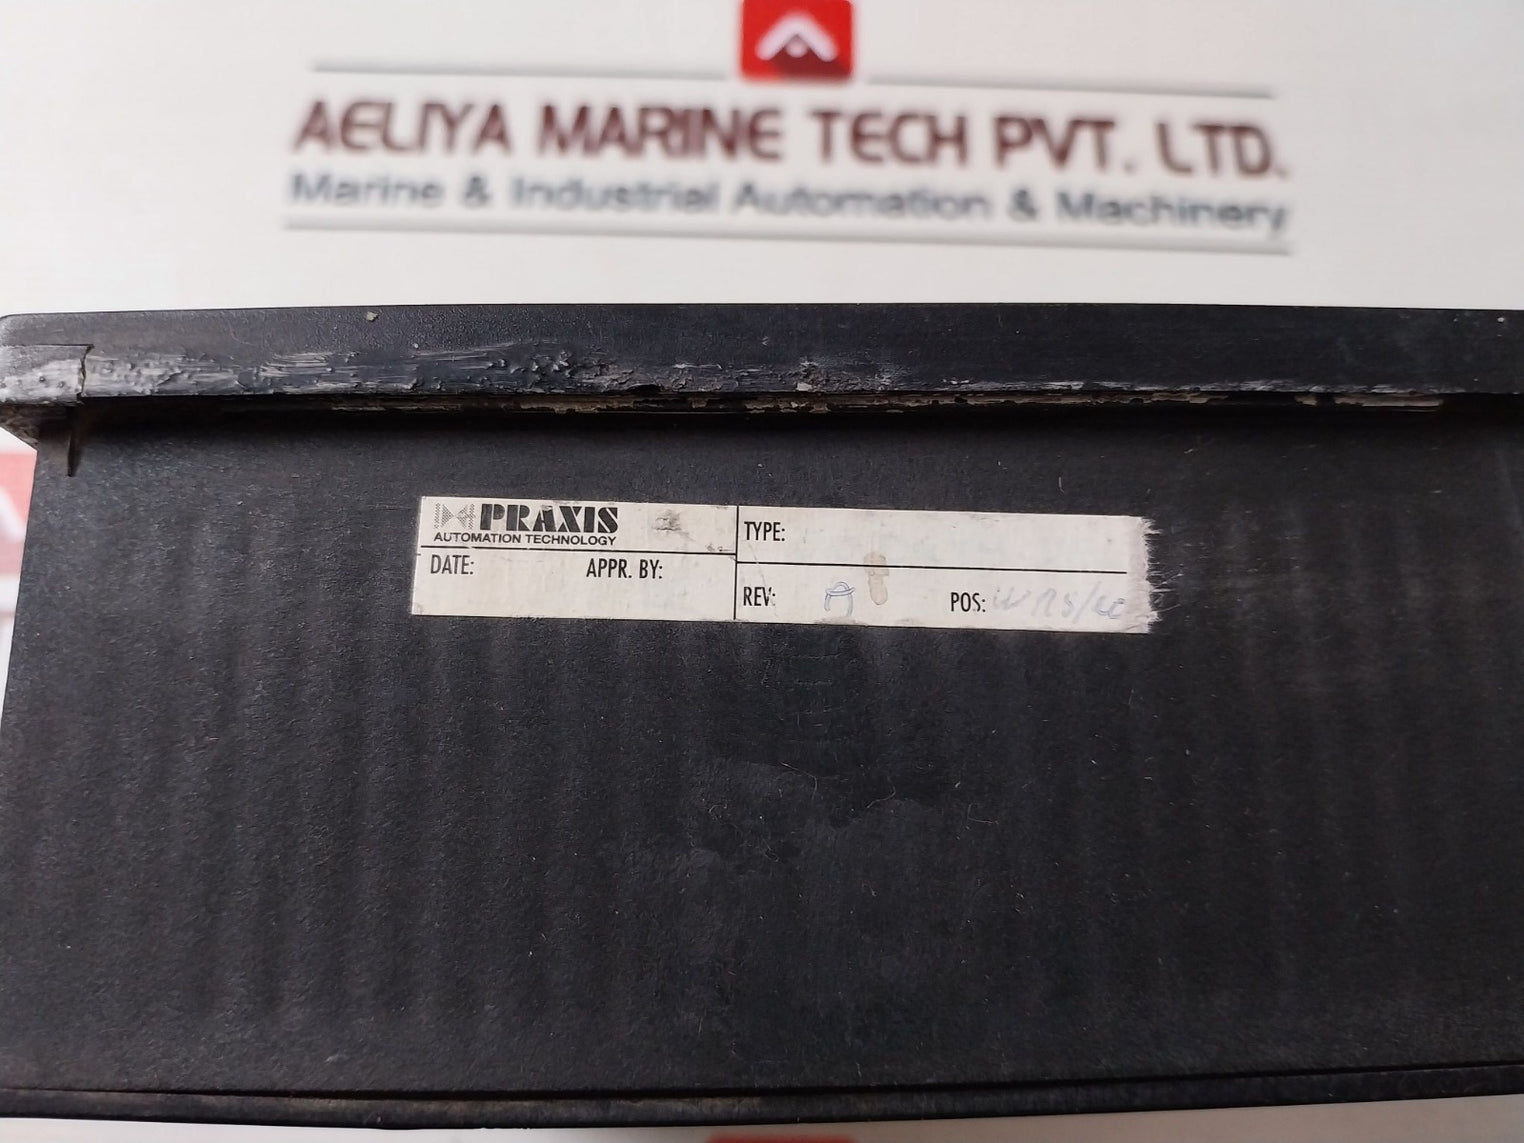 AELIYA MARINE TECH PVT. LTD.
Marine & Industrial Automation & Machinery
PRAXIS
AUTOMATION TECHNOLOGY
TYPE:
DATE: APPR. BY:
REV: POS: